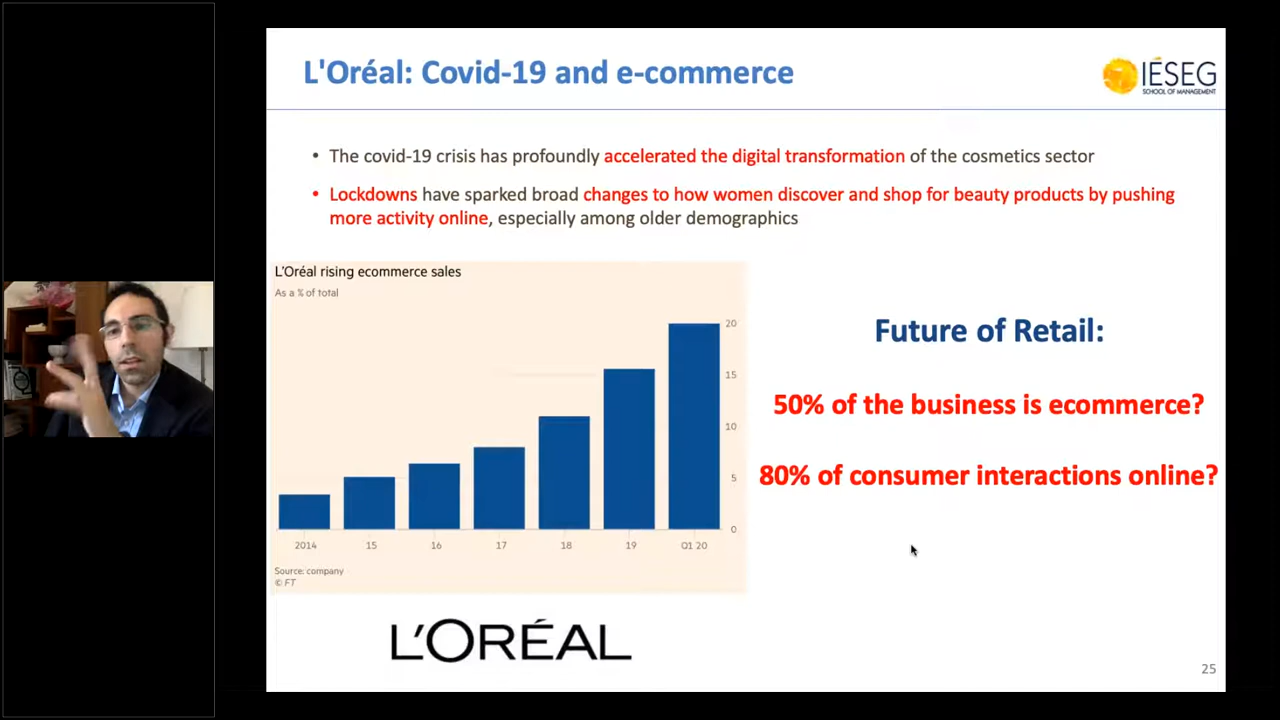 L'Oréal: Covid-19 and e-commerce
IÉSEG
SCHOOL OF MANAGEMENT
• The covid-19 crisis has profoundly accelerated the digital transformation of the cosmetics sector
• Lockdowns have sparked broad changes to how women discover and shop for beauty products by pushing
more activity online, especially among older demographics
L'Oréal rising ecommerce sales
As a % of total
20
15
10
5
0
2014 15 16 17 18 19 Q1 20
Source: company
© FT
Future of Retail:
50% of the business is ecommerce?
80% of consumer interactions online?
L'ORÉAL
25